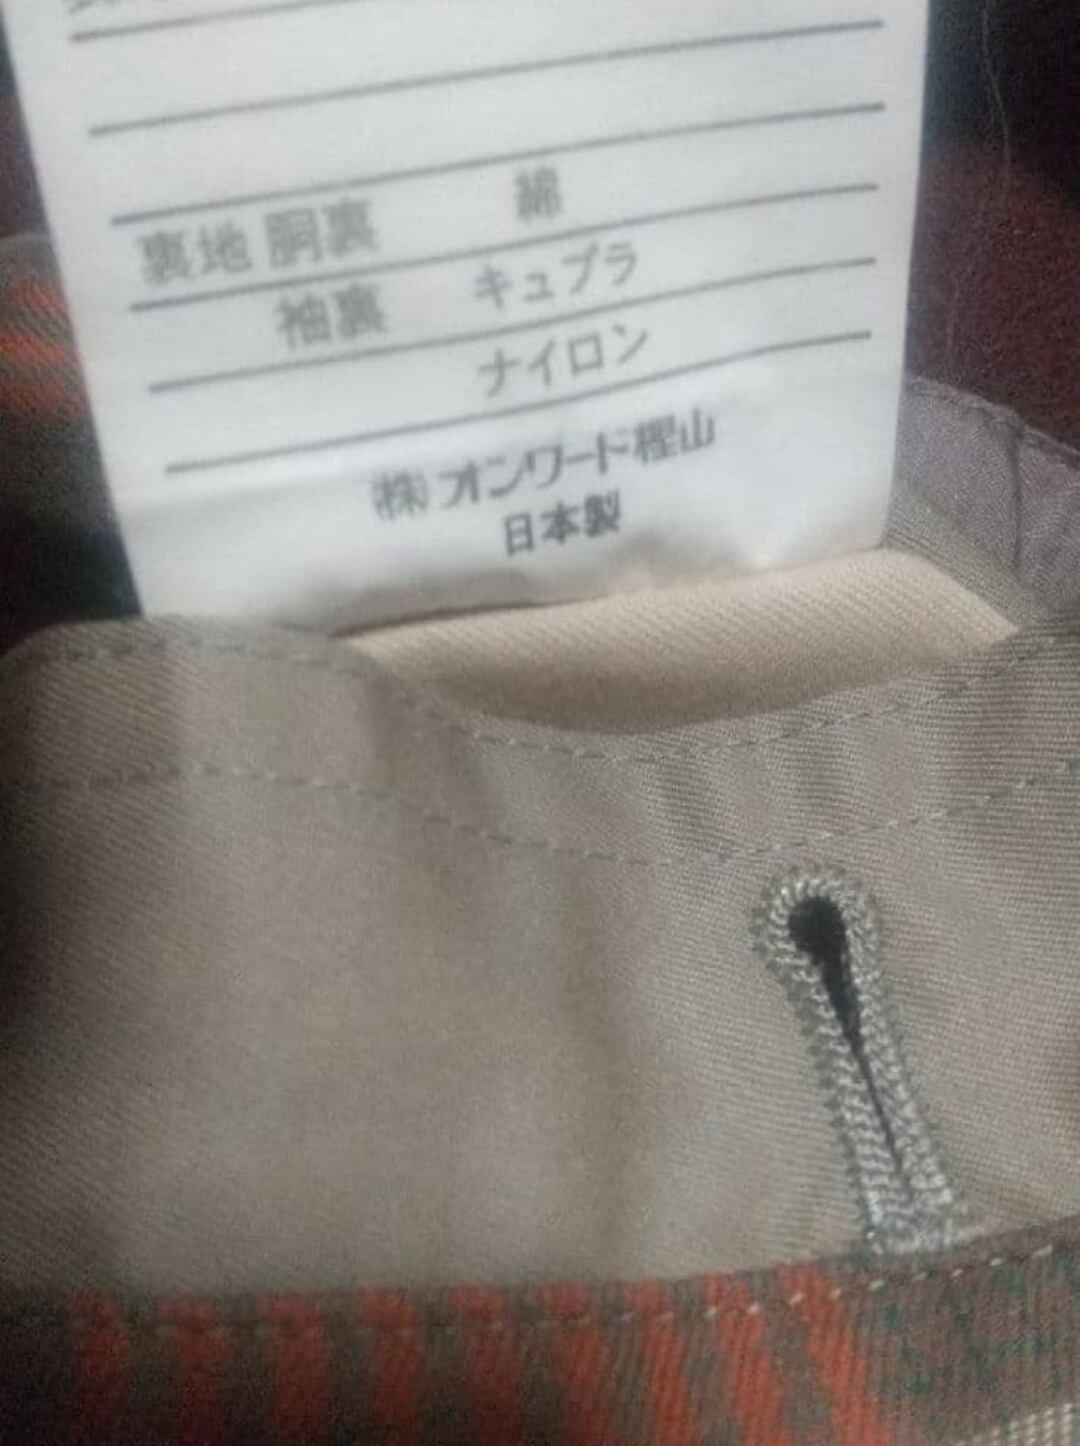 裏地 胴裏 綿
袖裏 キュプラ
ナイロン
(株)オンワード樫山
日本製